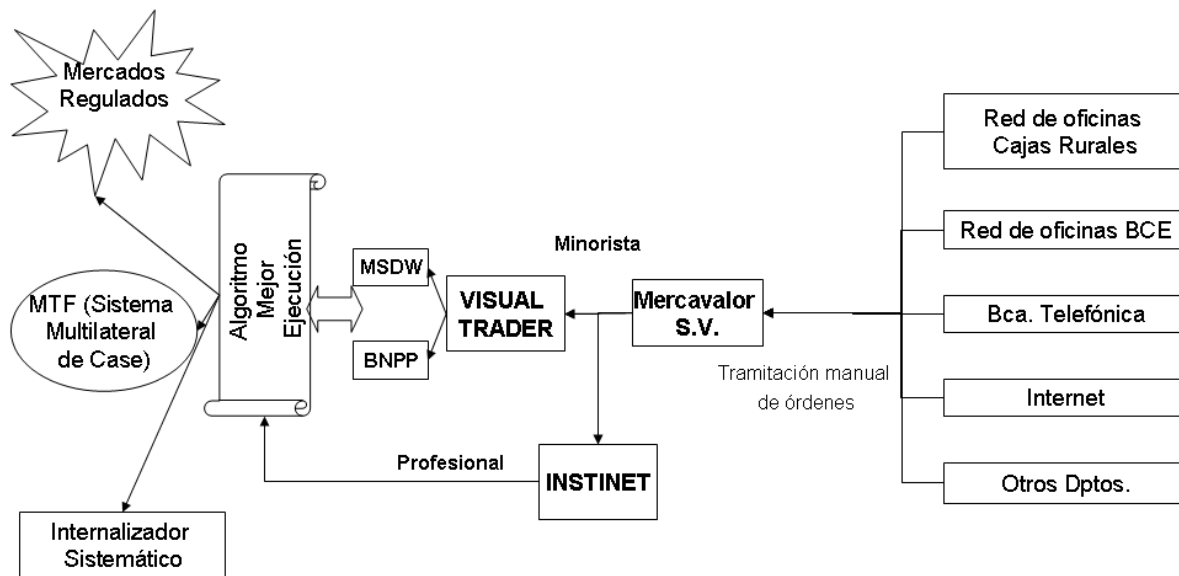 Mercados
Regulados
MTF (Sistema
Multilateral
de Case)
Internalizador
Sistemático
Algoritmo
Mejor
Ejecución
MSDW
BNPP
VISUAL
TRADER
Minorista
Mercavalor
S.V.
Tramitación manual
de órdenes
Profesional
INSTINET
Red de oficinas
Cajas Rurales
Red de oficinas BCE
Bca. Telefónica
Internet
Otros Dptos.